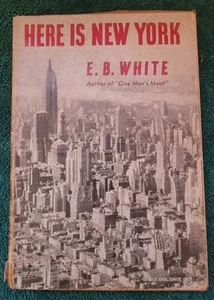 HERE IS NEW YORK
E. B. WHITE
Author of "One Man's Meat"